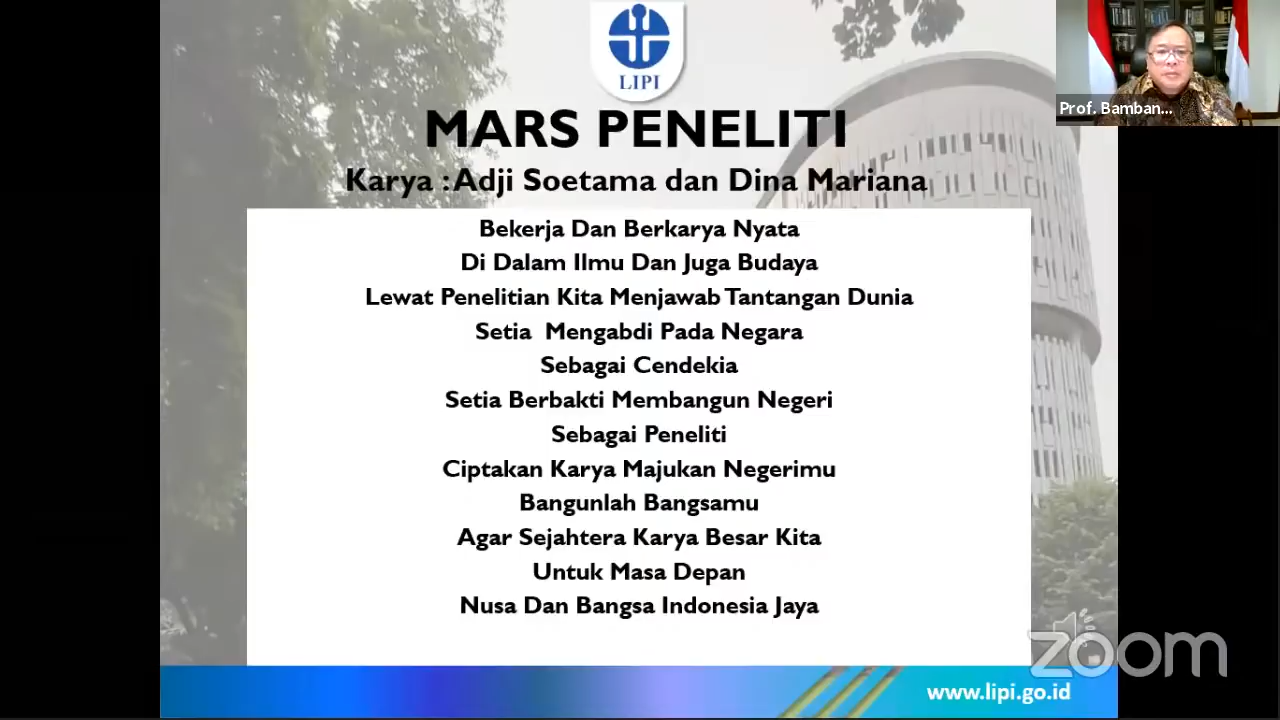 LIPI
MARS PENELITI
Karya : Adji Soetama dan Dina Mariana
Bekerja Dan Berkarya Nyata
Di Dalam Ilmu Dan Juga Budaya
Lewat Penelitian Kita Menjawab Tantangan Dunia
Setia Mengabdi Pada Negara
Sebagai Cendekia
Setia Berbakti Membangun Negeri
Sebagai Peneliti
Ciptakan Karya Majukan Negerimu
Bangunlah Bangsamu
Agar Sejahtera Karya Besar Kita
Untuk Masa Depan
Nusa Dan Bangsa Indonesia Jaya
www.lipi.go.id
Prof. Bamban...
zoom